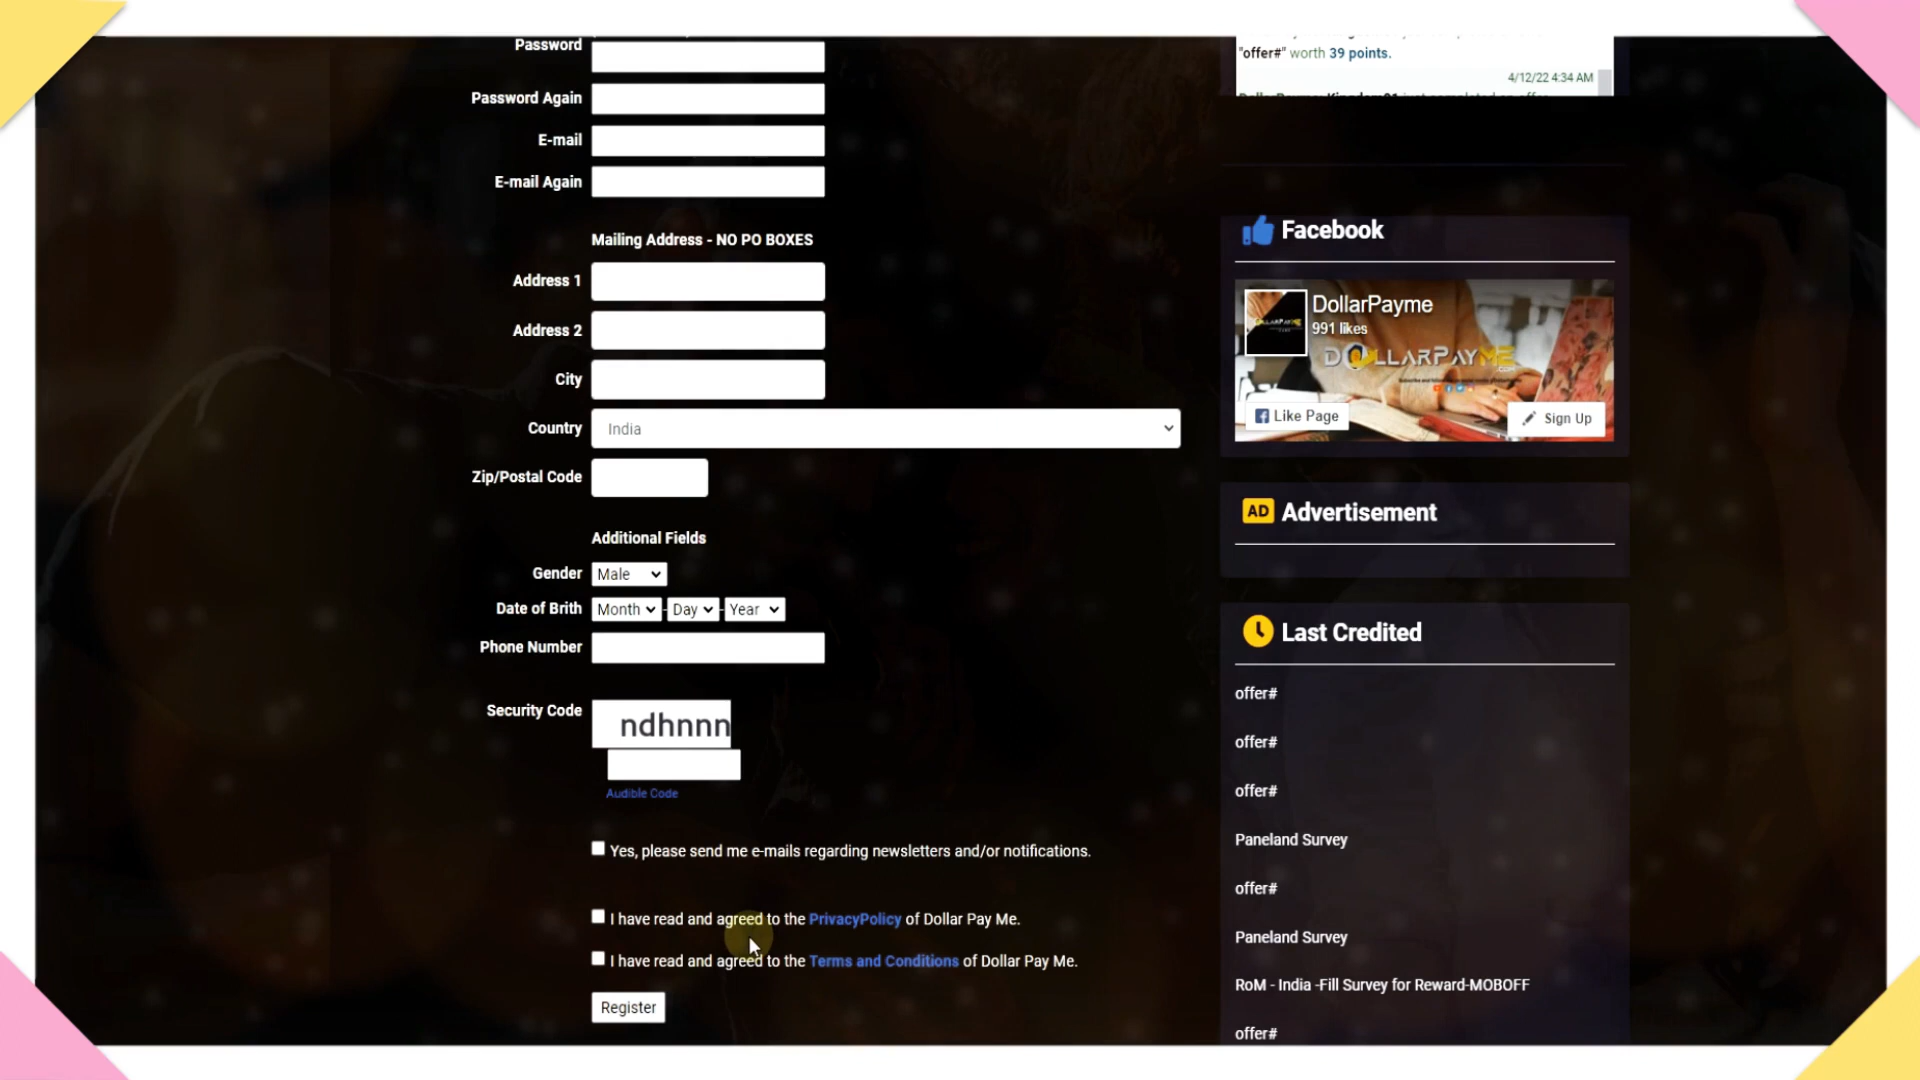 Password
Password Again
E-mail
E-mail Again
Mailing Address - NO PO BOXES
Address 1
Address 2
City
Country India
Zip/Postal Code
Additional Fields
Gender Male
Date of Brith Month - Day - Year
Phone Number
Security Code ndhnnn
Audible Code
Yes, please send me e-mails regarding newsletters and/or notifications.
I have read and agreed to the PrivacyPolicy of Dollar Pay Me.
I have read and agreed to the Terms and Conditions of Dollar Pay Me.
Register
"offer#" worth 39 points.
4/12/22 4:34 AM
Facebook
DollarPayme
991 likes
DOLLARPAYME
.COM
Like Page
Sign Up
AD Advertisement
Last Credited
offer#
offer#
offer#
Paneland Survey
offer#
Paneland Survey
RoM - India -Fill Survey for Reward-MOBOFF
offer#